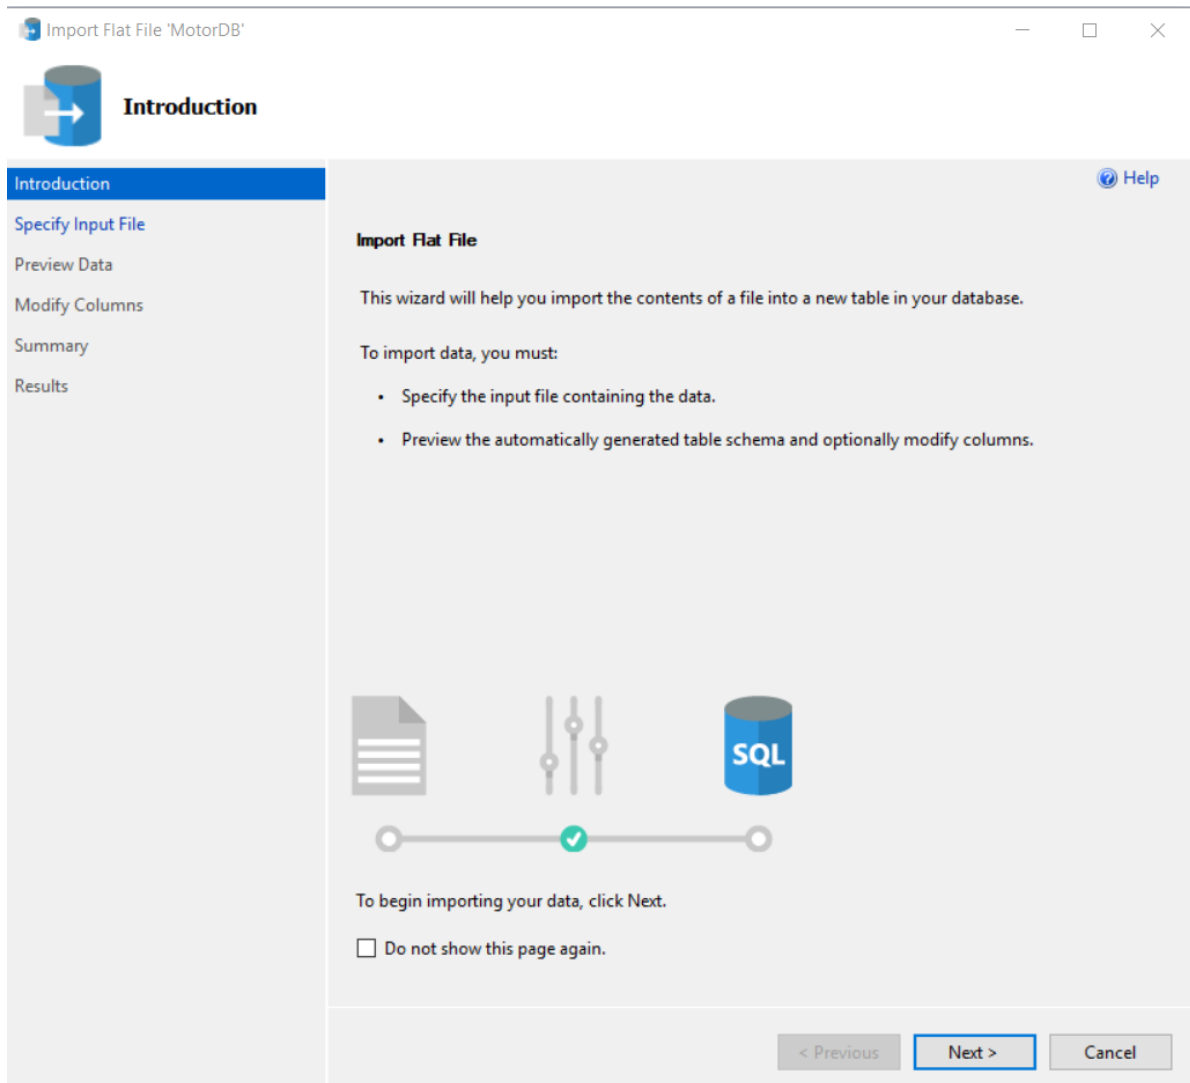 Import Flat File 'MotorDB'
Introduction
Introduction
Specify Input File
Preview Data
Modify Columns
Summary
Results
Help
Import Flat File
This wizard will help you import the contents of a file into a new table in your database.
To import data, you must:
• Specify the input file containing the data.
• Preview the automatically generated table schema and optionally modify columns.
SQL
To begin importing your data, click Next.
Do not show this page again.
< Previous
Next >
Cancel